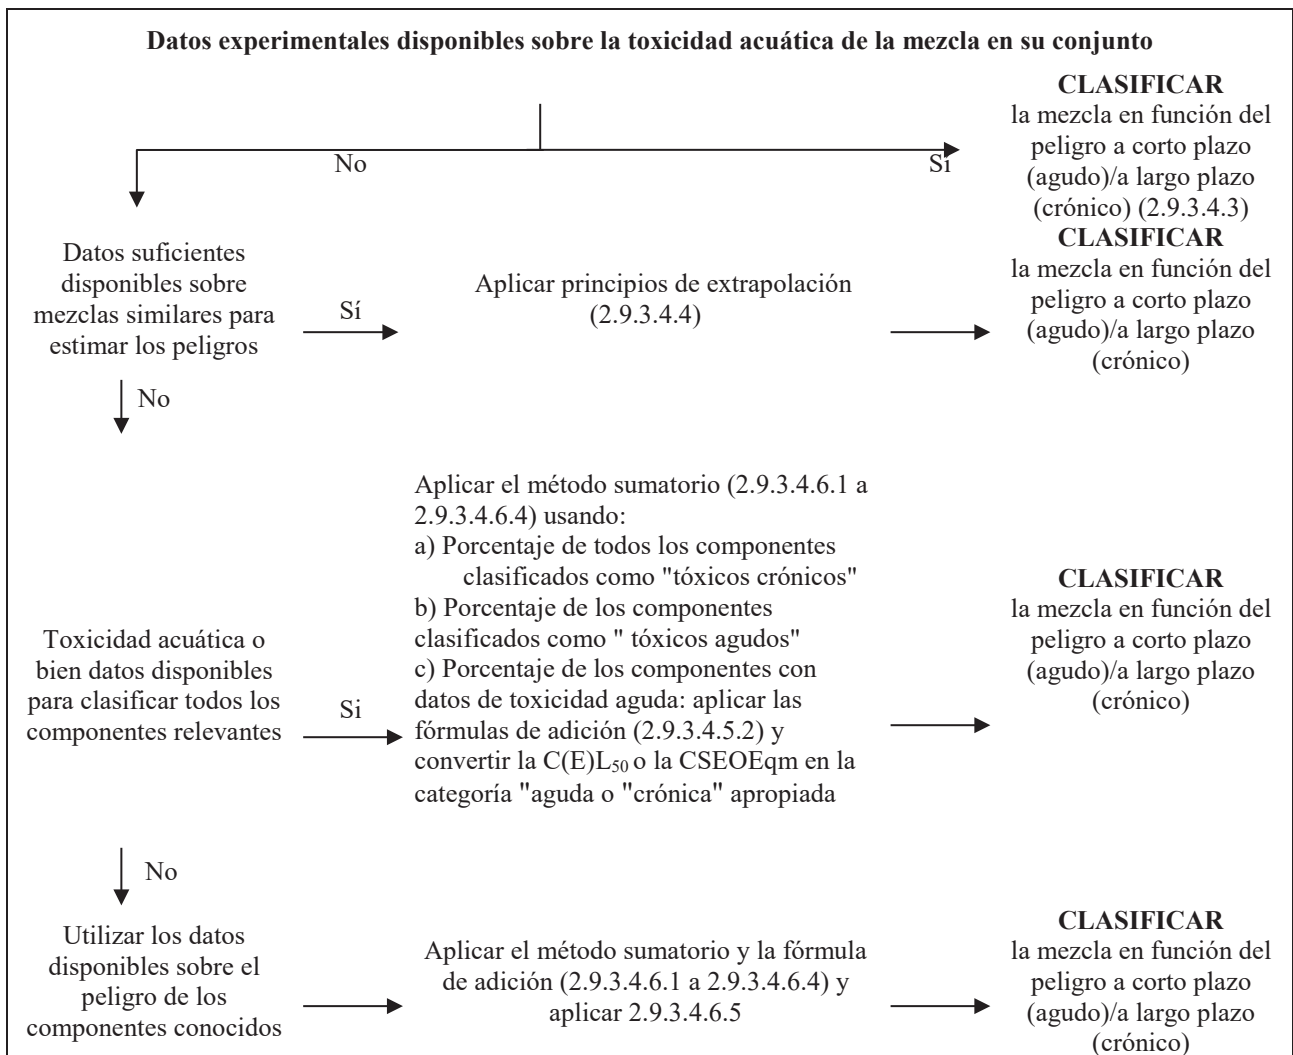 Datos experimentales disponibles sobre la toxicidad acuática de la mezcla en su conjunto
CLASIFICAR
la mezcla en función del
peligro a corto plazo
(agudo)/a largo plazo
(crónico) (2.9.3.4.3)
No
Sí
Datos suficientes
disponibles sobre
mezclas similares para
estimar los peligros
Sí
Aplicar principios de extrapolación
(2.9.3.4.4)
CLASIFICAR
la mezcla en función del
peligro a corto plazo
(agudo)/a largo plazo
(crónico)
No
Toxicidad acuática o
bien datos disponibles
para clasificar todos los
componentes relevantes
Si
Aplicar el método sumatorio (2.9.3.4.6.1 a
2.9.3.4.6.4) usando:
a) Porcentaje de todos los componentes
clasificados como "tóxicos crónicos"
b) Porcentaje de los componentes
clasificados como " tóxicos agudos"
c) Porcentaje de los componentes con
datos de toxicidad aguda: aplicar las
fórmulas de adición (2.9.3.4.5.2) y
convertir la C(E)L50 o la CSEOEqm en la
categoría "aguda o "crónica" apropiada
CLASIFICAR
la mezcla en función del
peligro a corto plazo
(agudo)/a largo plazo
(crónico)
No
Utilizar los datos
disponibles sobre el
peligro de los
componentes conocidos
Aplicar el método sumatorio y la fórmula
de adición (2.9.3.4.6.1 a 2.9.3.4.6.4) y
aplicar 2.9.3.4.6.5
CLASIFICAR
la mezcla en función del
peligro a corto plazo
(agudo)/a largo plazo
(crónico)